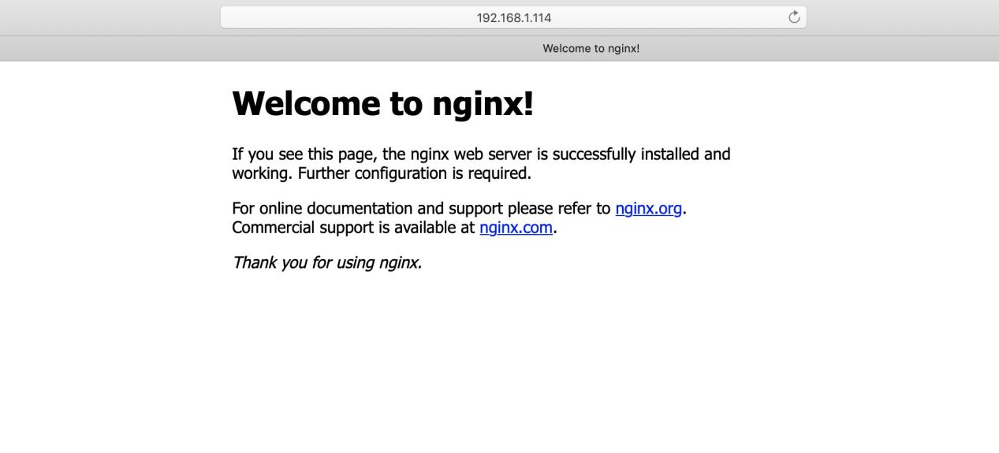 192.168.1.114
Welcome to nginx!
Welcome to nginx!
If you see this page, the nginx web server is successfully installed and
working. Further configuration is required.
For online documentation and support please refer to nginx.org.
Commercial support is available at nginx.com.
Thank you for using nginx.